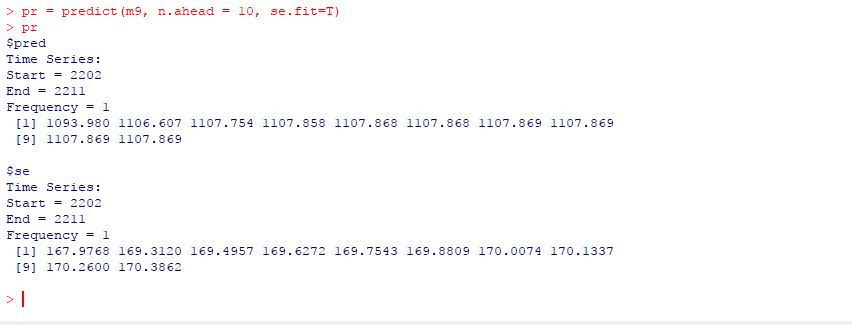 > pr = predict(m9, n.ahead = 10, se.fit=T)
> pr
$pred
Time Series:
Start = 2202
End = 2211
Frequency = 1
 [1] 1093.980 1106.607 1107.754 1107.858 1107.868 1107.868 1107.869 1107.869
 [9] 1107.869 1107.869

$se
Time Series:
Start = 2202
End = 2211
Frequency = 1
 [1] 167.9768 169.3120 169.4957 169.6272 169.7543 169.8809 170.0074 170.1337
 [9] 170.2600 170.3862

>